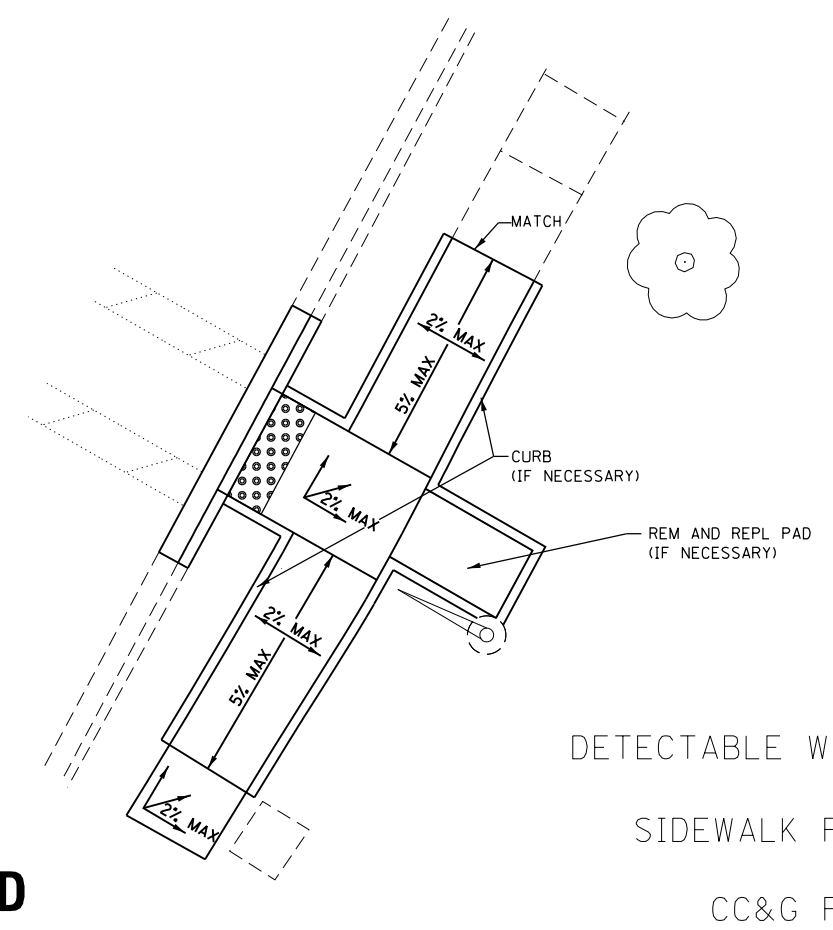 MATCH
2% MAX
5% MAX
CURB
(IF NECESSARY)
2% MAX
REM AND REPL PAD
(IF NECESSARY)
2% MAX
5% MAX
DETECTABLE W
2% MAX
SIDEWALK
D
CC&G